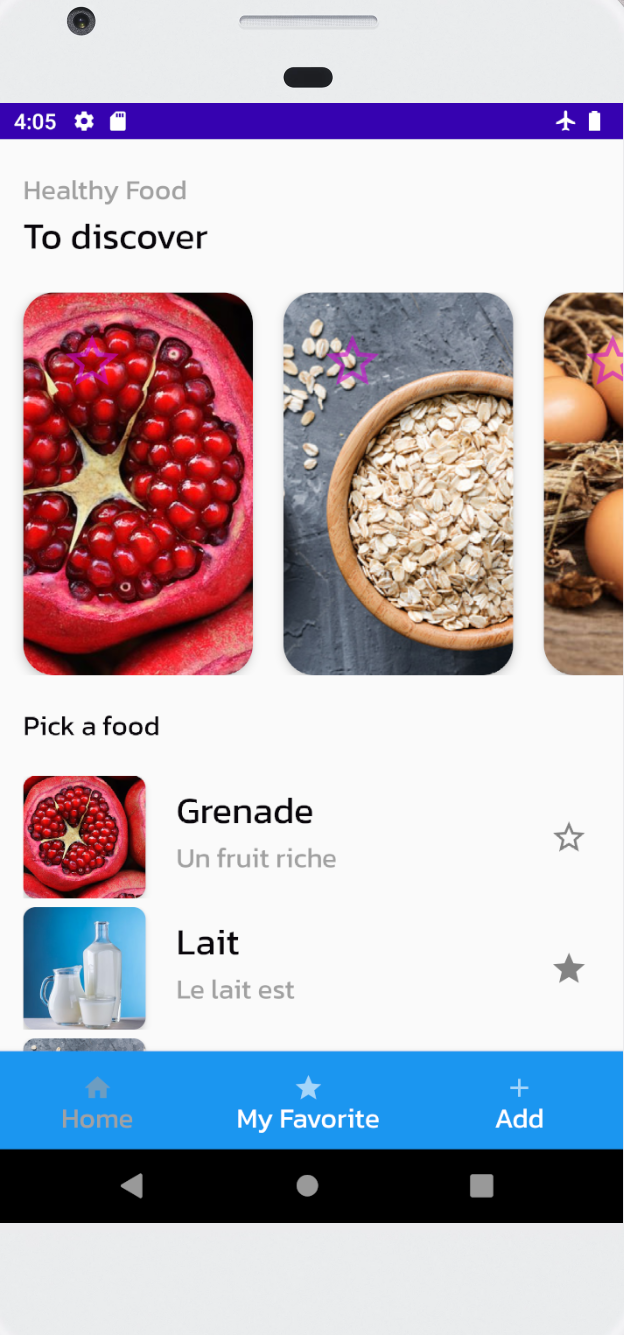 4:05
Healthy Food
To discover
Pick a food
Grenade
Un fruit riche
Lait
Le lait est
Home
My Favorite
Add